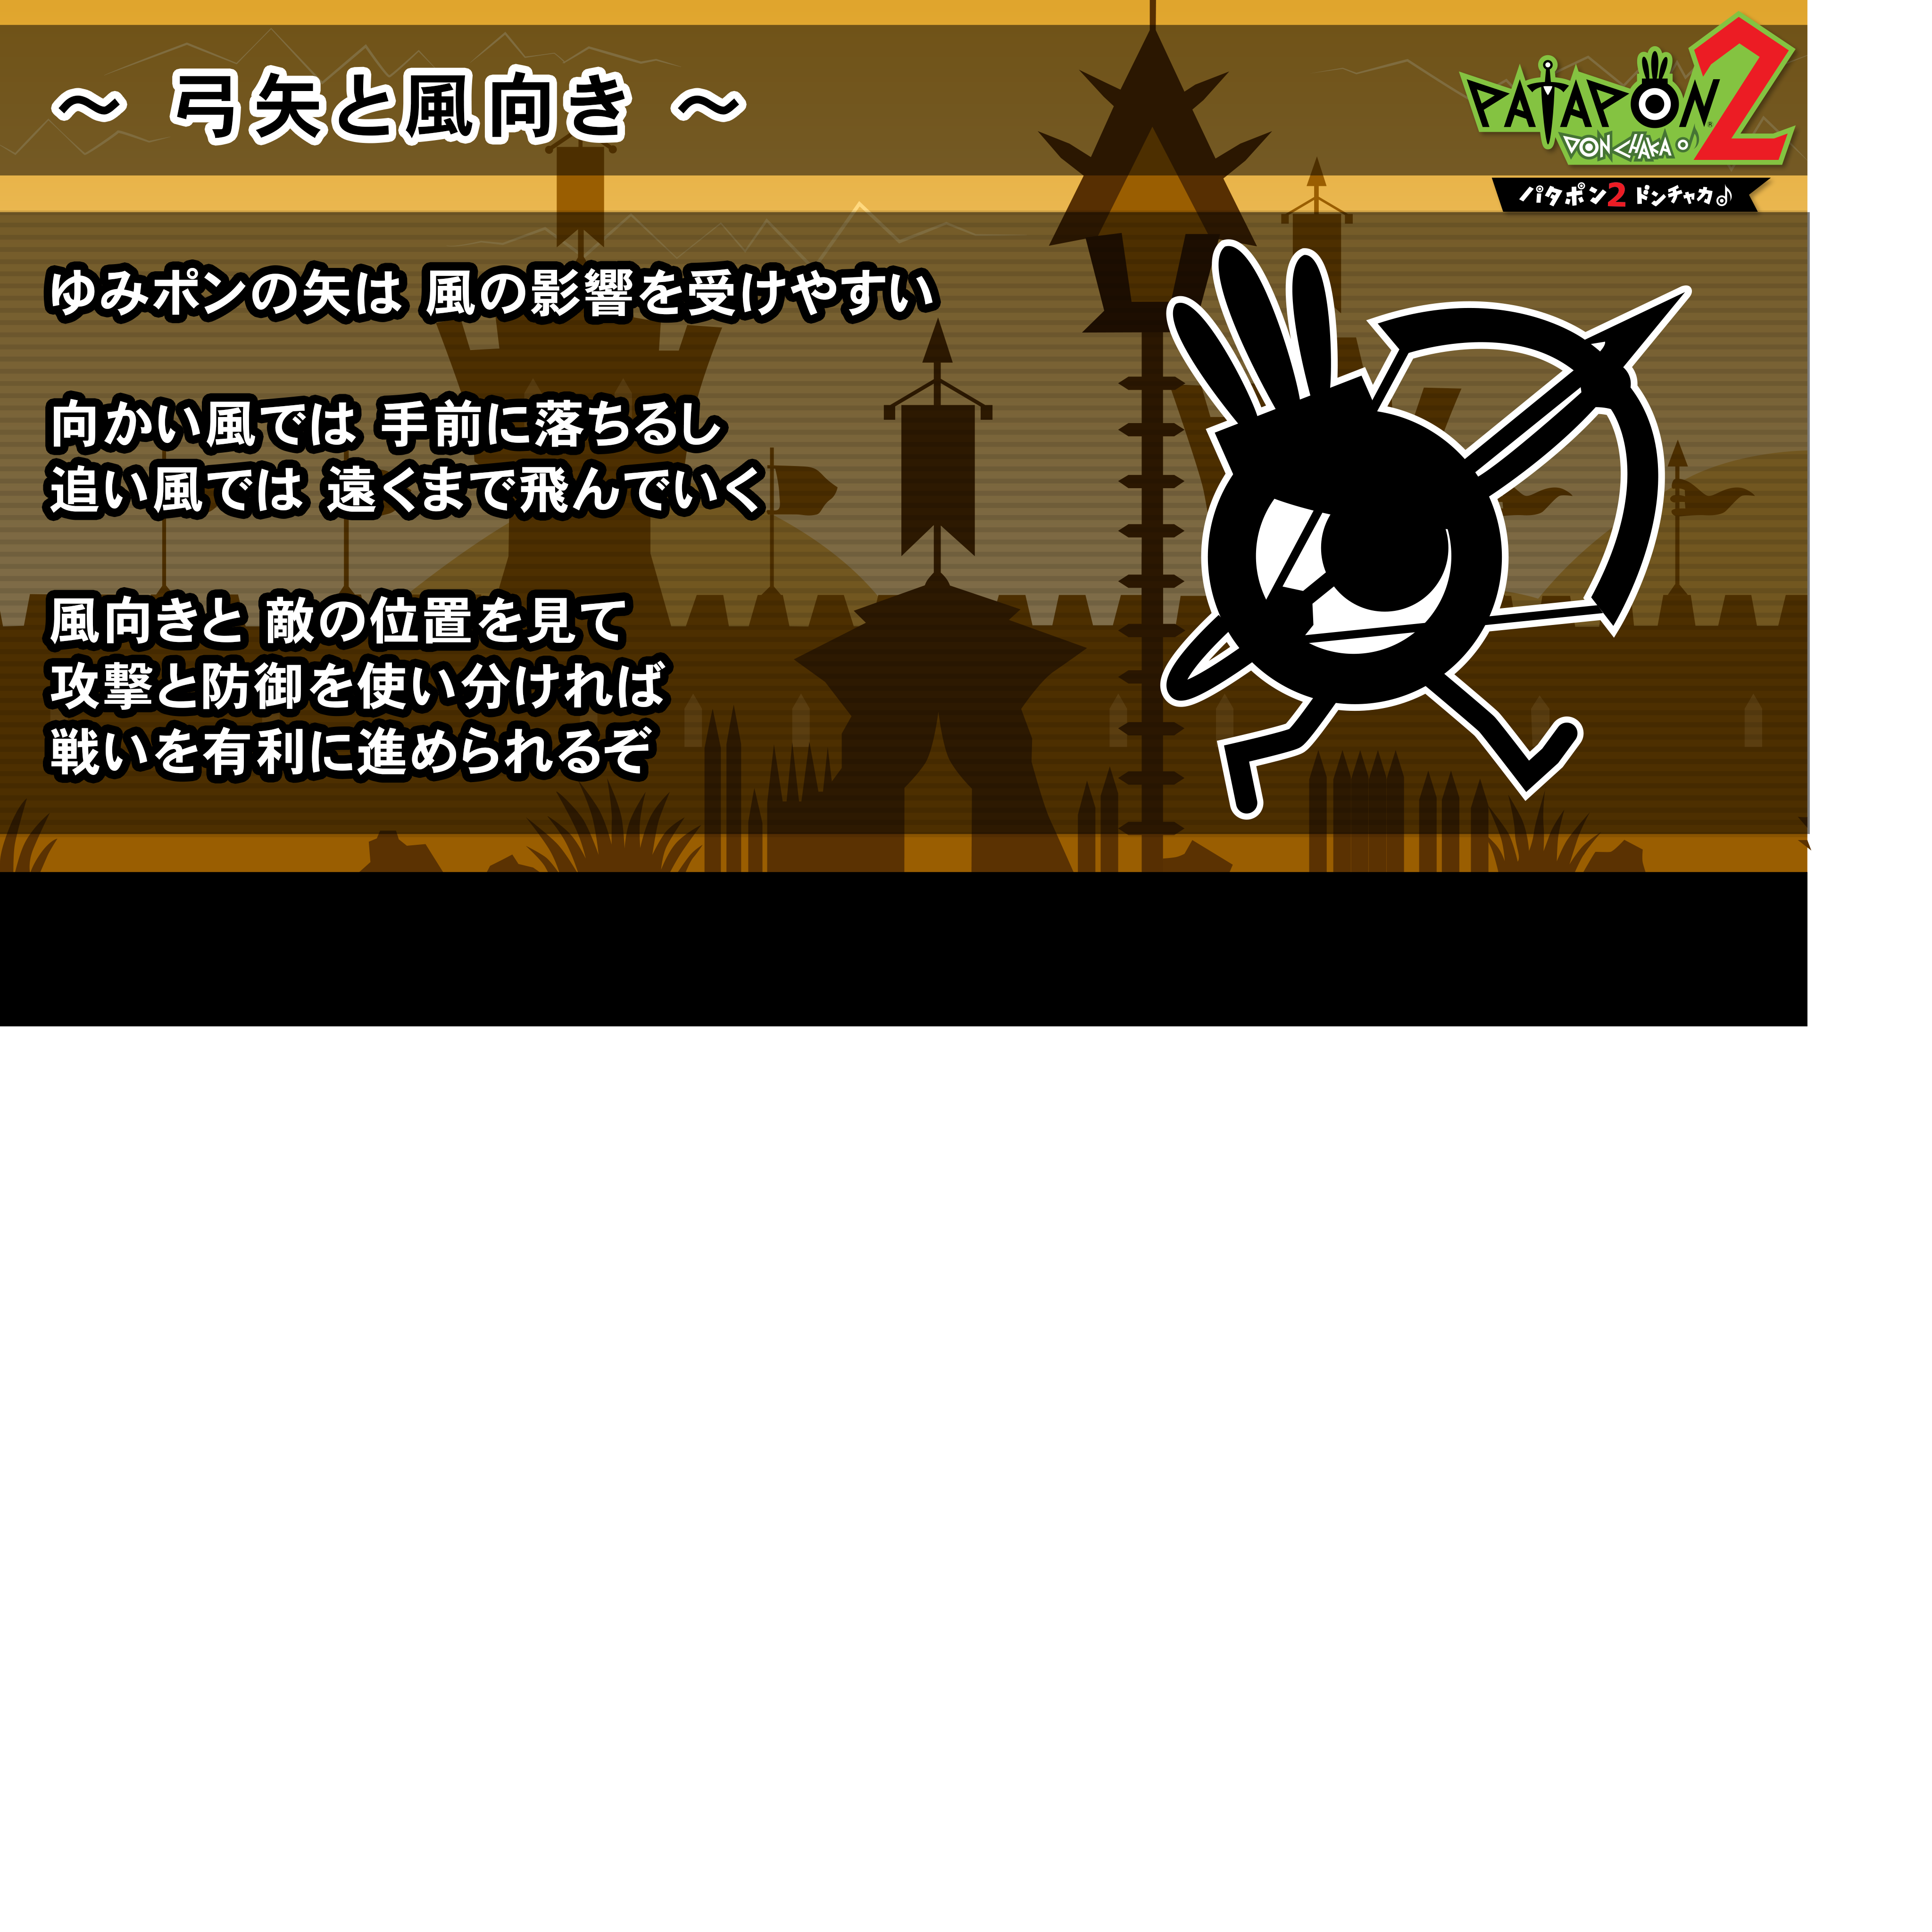 ～ 弓矢と風向き ～
PATAPON2
DON CHAKA♪
パタポン2 ドンチャカ♪
ゆみポンの矢は 風の影響を受けやすい
向かい風では 手前に落ちるし
追い風では 遠くまで飛んでいく
風向きと 敵の位置を見て
攻撃と防御を使い分ければ
戦いを有利に進められるぞ